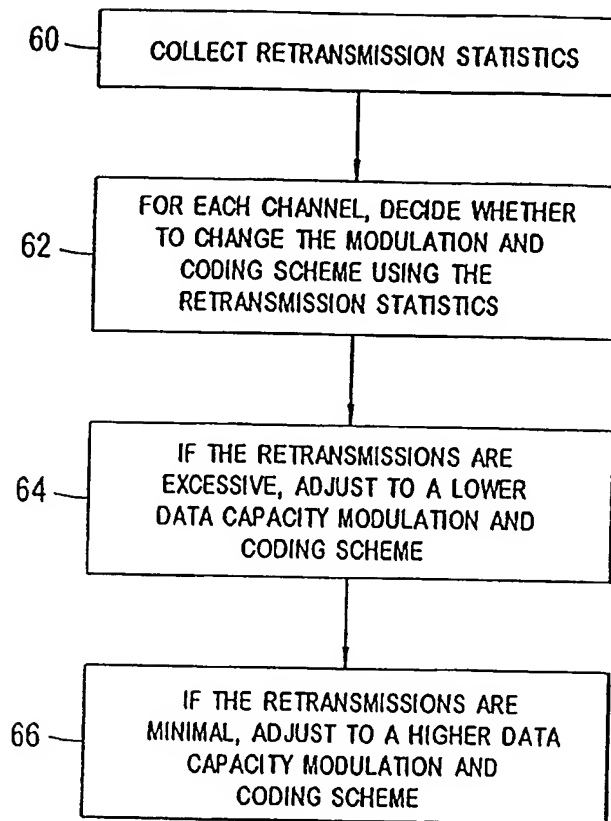 60
COLLECT RETRANSMISSION STATISTICS
62
FOR EACH CHANNEL, DECIDE WHETHER
TO CHANGE THE MODULATION AND
CODING SCHEME USING THE
RETRANSMISSION STATISTICS
64
IF THE RETRANSMISSIONS ARE
EXCESSIVE, ADJUST TO A LOWER
DATA CAPACITY MODULATION AND
CODING SCHEME
66
IF THE RETRANSMISSIONS ARE
MINIMAL, ADJUST TO A HIGHER DATA
CAPACITY MODULATION AND
CODING SCHEME